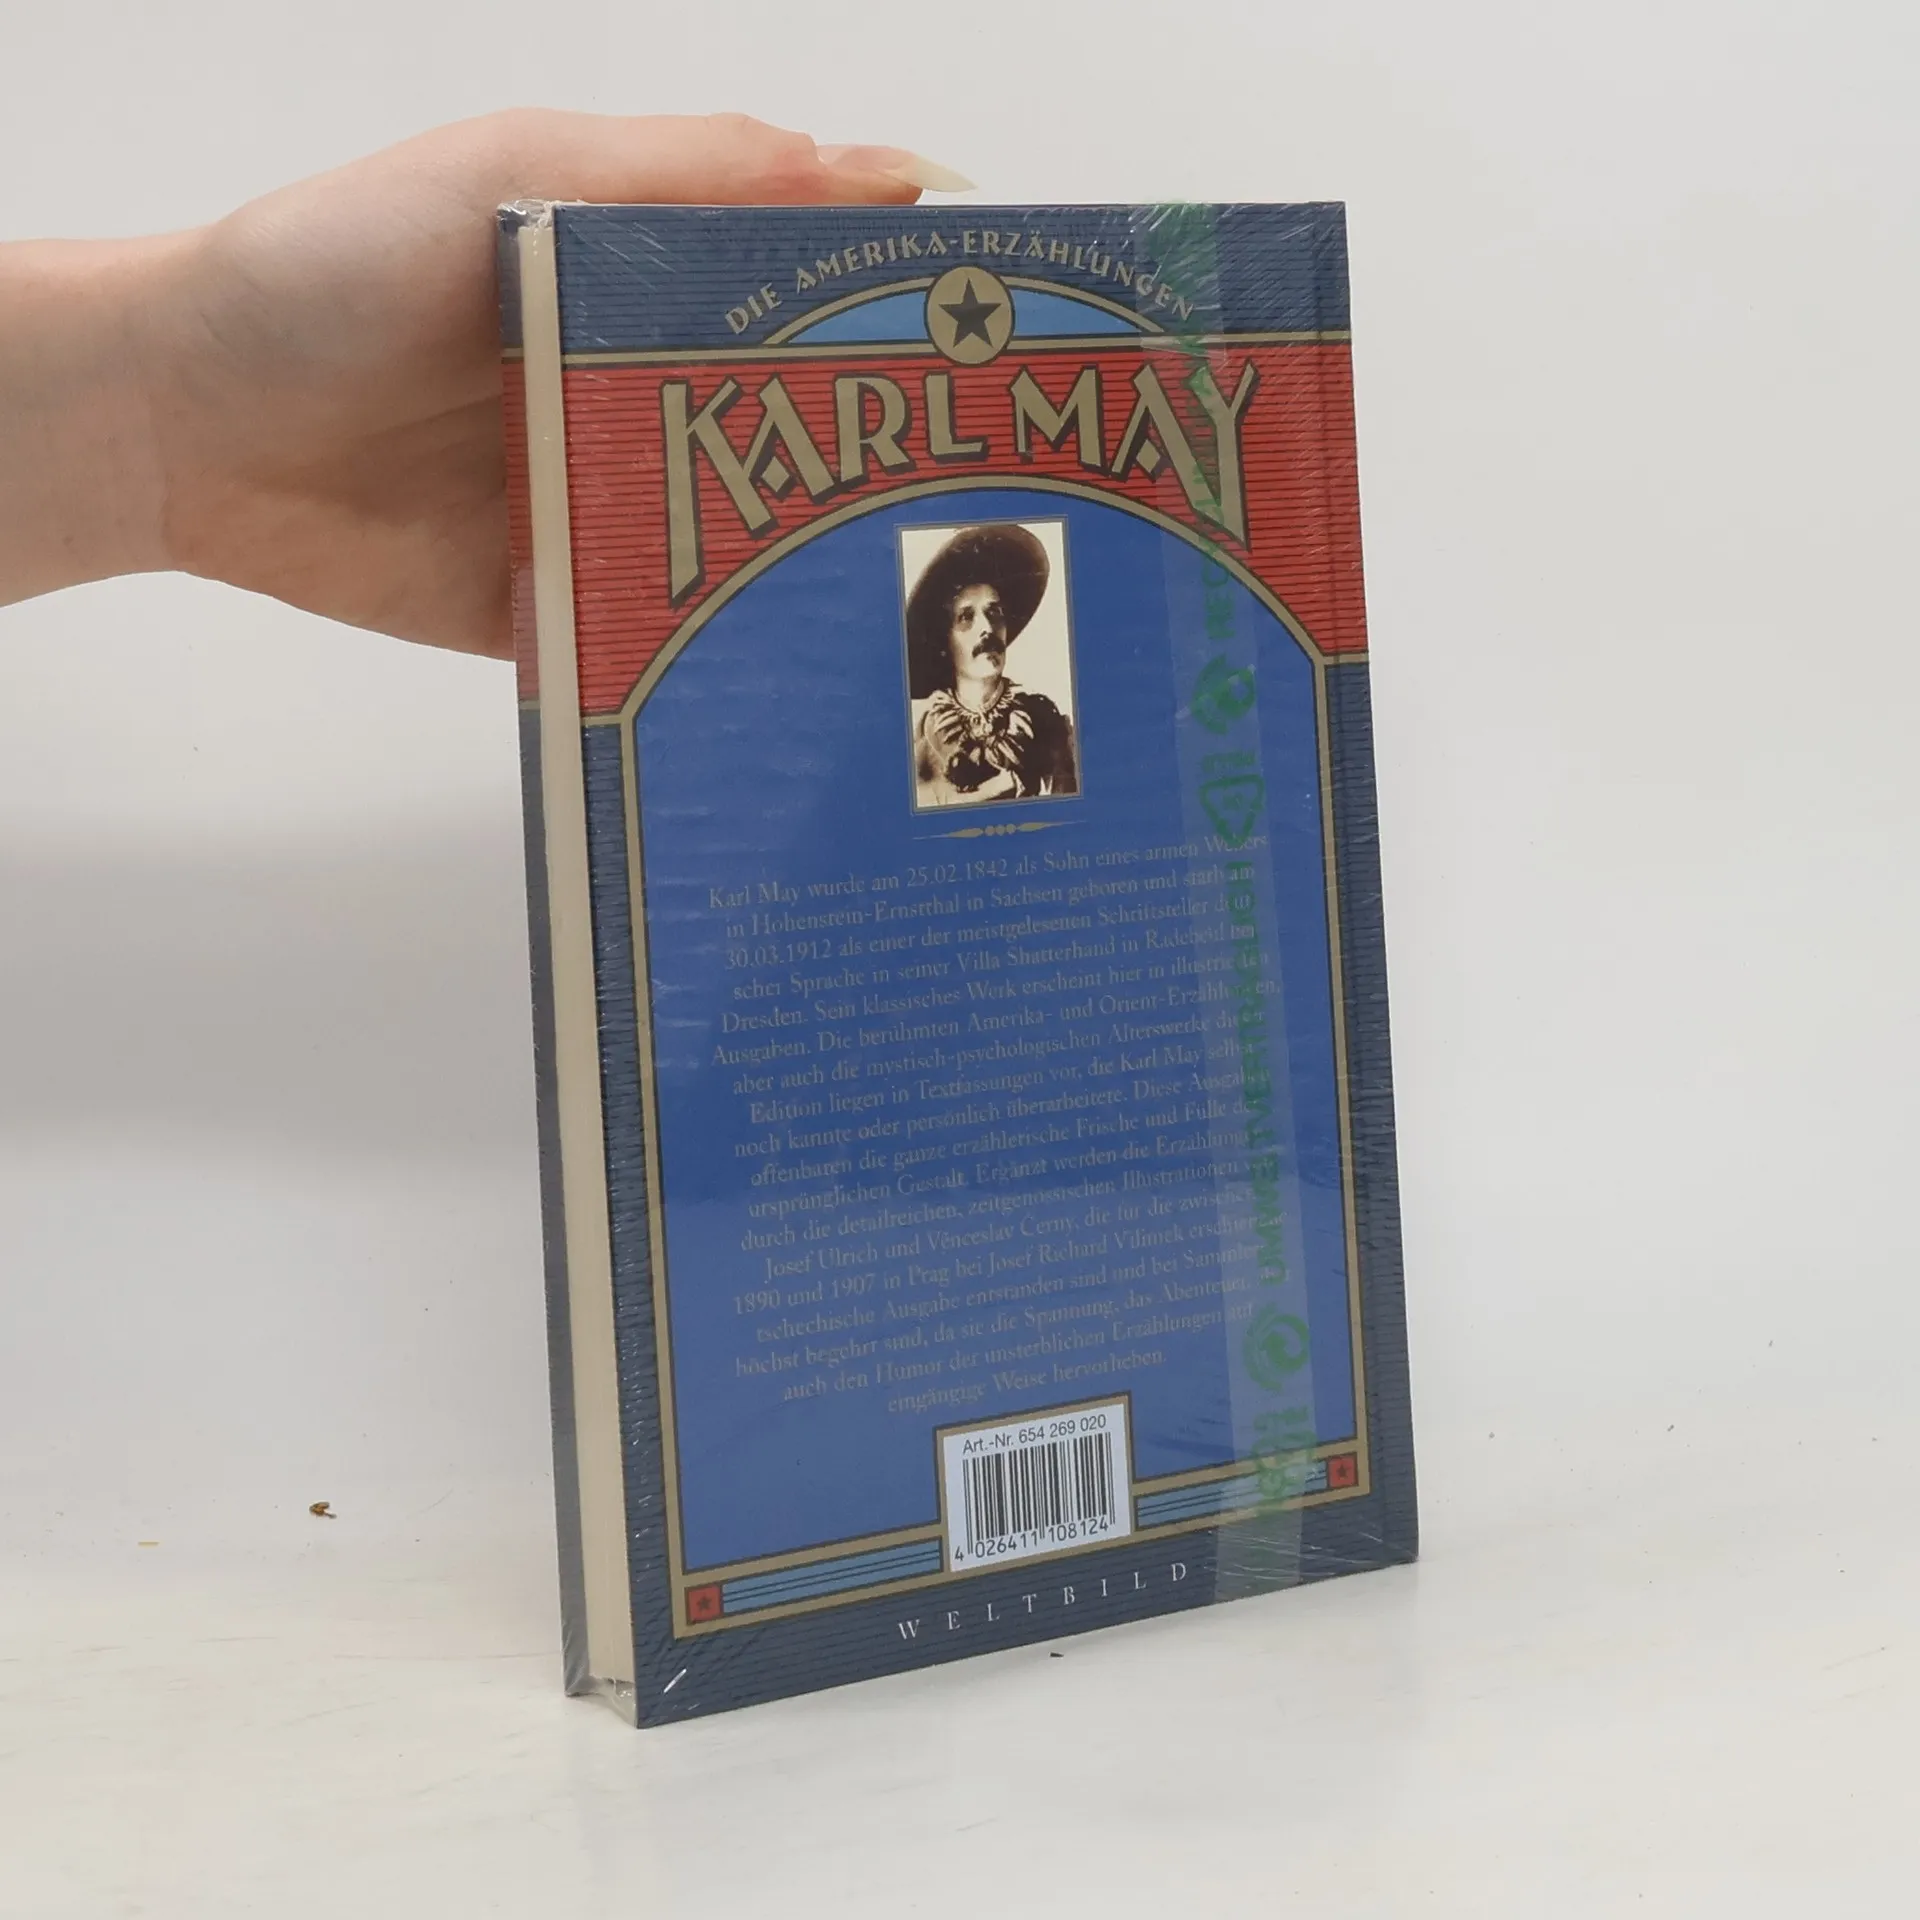 DIE AMERIKA-ERZÄHLUNGEN
KARL MAY
Karl May wurde am 25.02.1842 als Sohn eines armen Webers
in Hohenstein-Ernstthal in Sachsen geboren und starb am
30.03.1912 als einer der meistgelesenen Schriftsteller deut
scher Sprache in seiner Villa Shatterhand in Radebeul bei
Dresden. Sein klassisches Werk erscheint hier in illustrierten
Ausgaben. Die berühmten Amerika- und Orient-Erzählungen,
aber auch die mystisch-psychologischen Alterswerke dieser
Edition liegen in Textfassungen vor, die Karl May selbst
noch kannte oder persönlich überarbeitete. Diese Ausgaben
offenbaren die ganze erzählerische Frische und Fülle der
ursprünglichen Gestalt. Ergänzt werden die Erzählungen
durch die detailreichen, zeitgenössischen Illustrationen
Josef Ulrich und Vĕnceslav Černy, die für die zwischen
1890 und 1907 in Prag bei Josef Richard Vilimek erschienene
tschechische Ausgabe entstanden sind und bei Sammlern
höchst begehrt sind, da sie die Spannung, das Abenteuer,
auch den Humor der unsterblichen Erzählungen auf
eingängige Weise hervorheben.
Art.-Nr. 654 269 020
4 026411 108124
WELTBILD
UMWELTVERTRÄGLICH